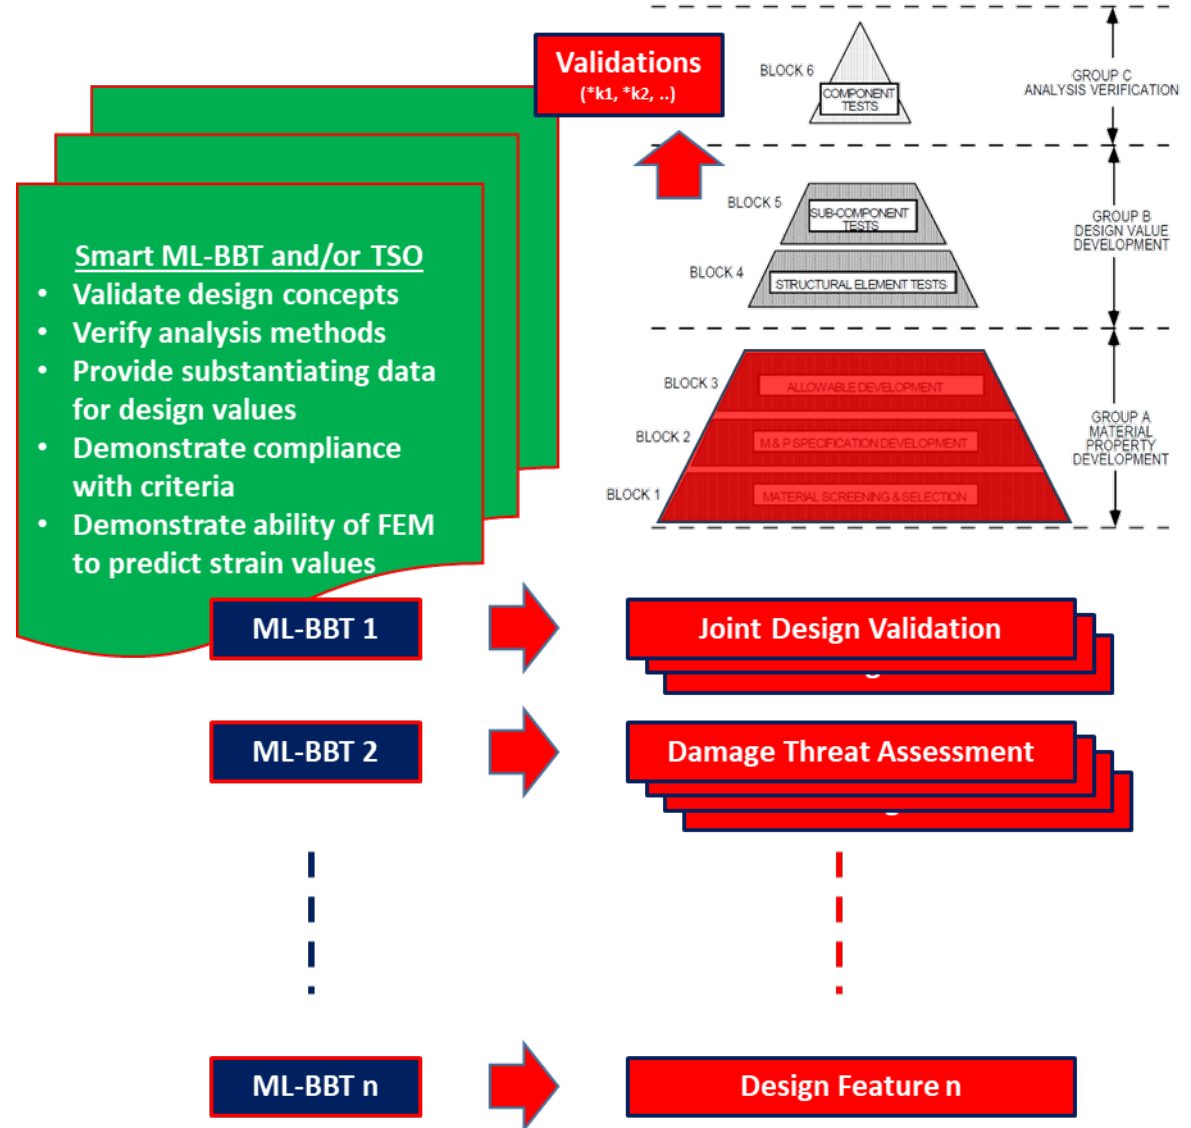 Validations
(*k1, *k2, ..)
BLOCK 6
COMPONENT
TESTS
GROUP C
ANALYSIS VERIFICATION
BLOCK 5
SUB-COMPONENT
TESTS
BLOCK 4
STRUCTURAL ELEMENT TESTS
GROUP B
DESIGN VALUE
DEVELOPMENT
BLOCK 3
ALLOWABLE DEVELOPMENT
BLOCK 2
M & P SPECIFICATION DEVELOPMENT
BLOCK 1
MATERIAL SCREENING & SELECTION
GROUP A
MATERIAL
PROPERTY
DEVELOPMENT
Smart ML-BBT and/or TSO
• Validate design concepts
• Verify analysis methods
• Provide substantiating data
for design values
• Demonstrate compliance
with criteria
• Demonstrate ability of FEM
to predict strain values
ML-BBT 1
Joint Design Validation
ML-BBT 2
Damage Threat Assessment
ML-BBT n
Design Feature n